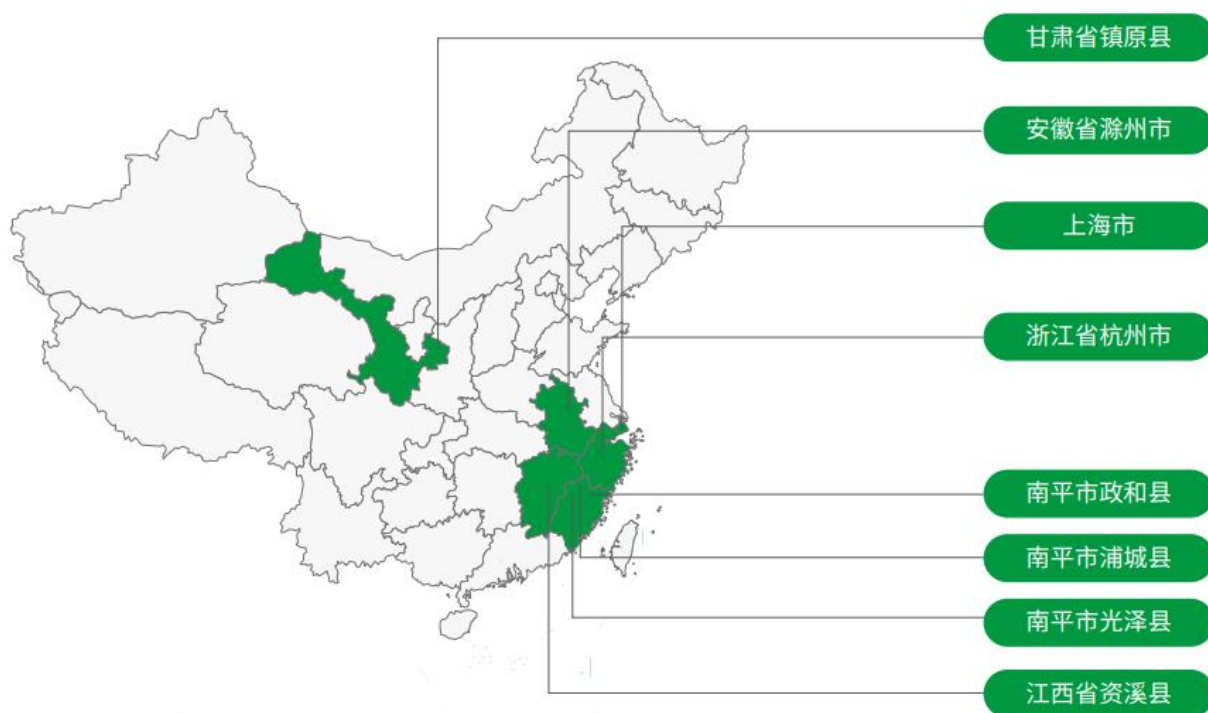 甘肃省镇原县
安徽省滁州市
上海市
浙江省杭州市
南平市政和县
南平市浦城县
南平市光泽县
江西省资溪县